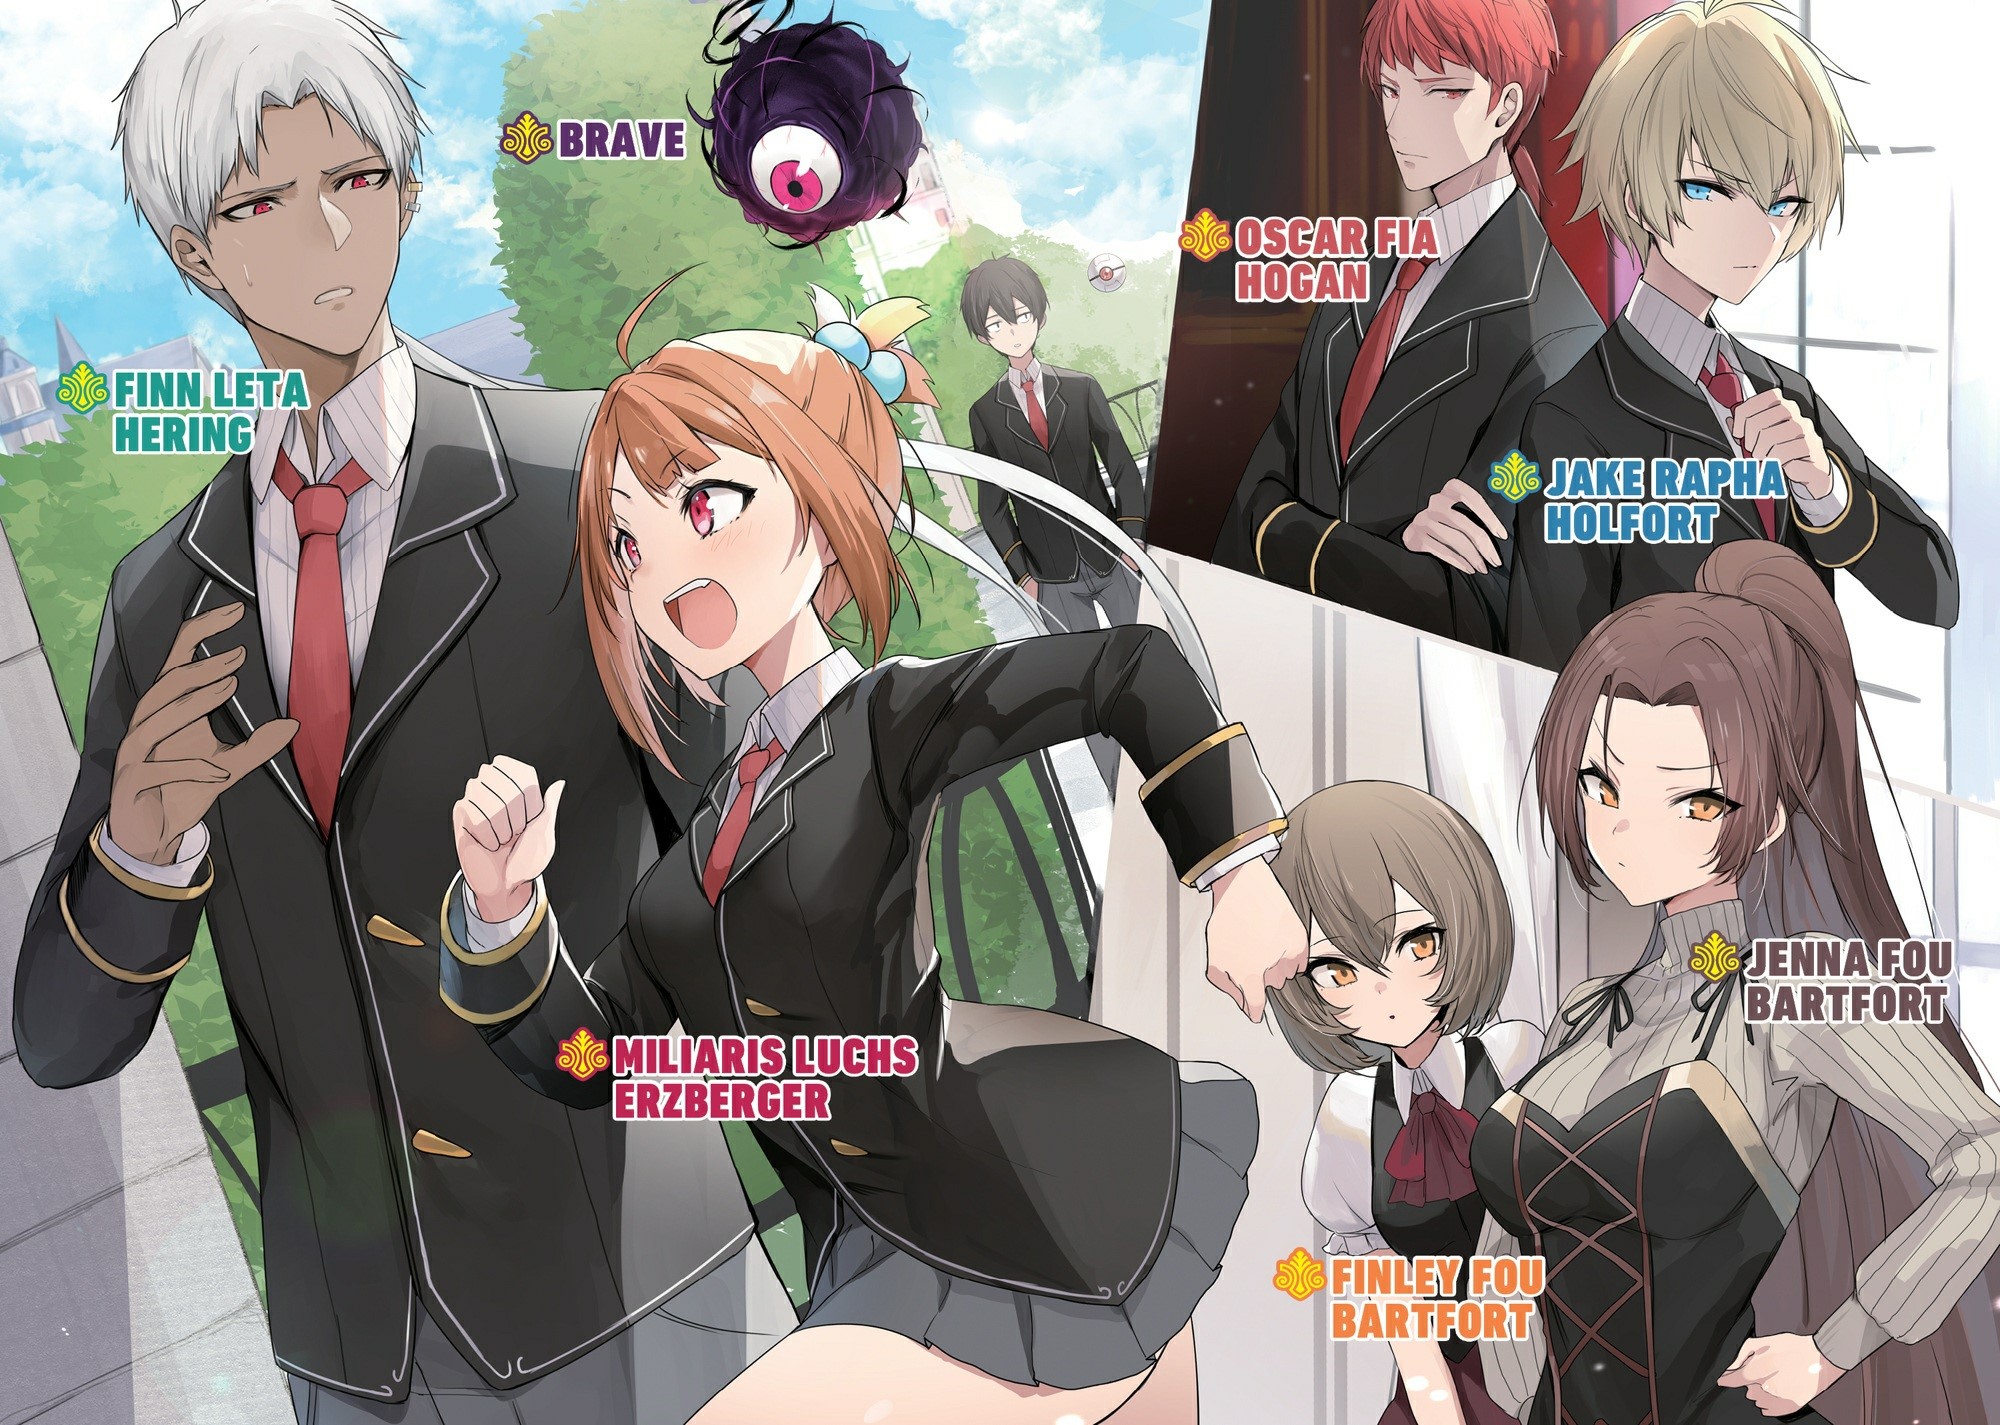 BRAVE
FINN LETA
HERING
MILIARIS LUCHS
ERZBERGER
OSCAR FIA
HOGAN
JAKE RAPHA
HOLFORT
JENNA FOU
BARTFORT
FINLEY FOU
BARTFORT